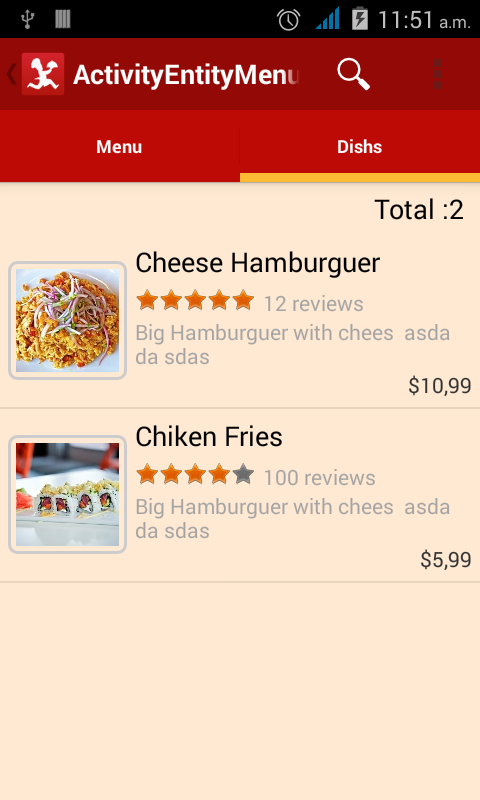 11:51 a.m.
ActivityEntityMenu
Menu
Dishs
Total :2
Cheese Hamburguer
12 reviews
Big Hamburguer with chees  asda
da sdas
$10,99
Chiken Fries
100 reviews
Big Hamburguer with chees  asda
da sdas
$5,99